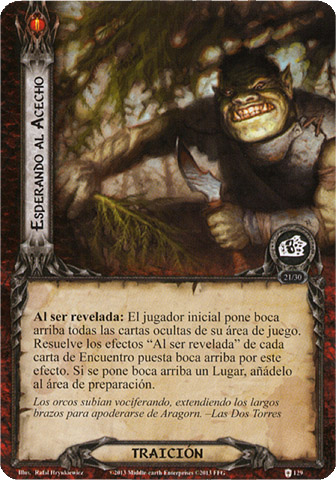 Esperando al Acecho
21/30
Al ser revelada: El jugador inicial pone boca
arriba todas las cartas ocultas de su área de juego.
Resuelve los efectos “Al ser revelada” de cada
carta de Encuentro puesta boca arriba por este
efecto. Si se pone boca arriba un Lugar, añádelo
al área de preparación.
Los orcos subían vociferando, extendiendo los largos
brazos para apoderarse de Aragorn. –Las Dos Torres
TRAICIÓN
Illus. Rafał Hrynkiewicz
©2013 Middle-earth Enterprises ©2013 FFG
129